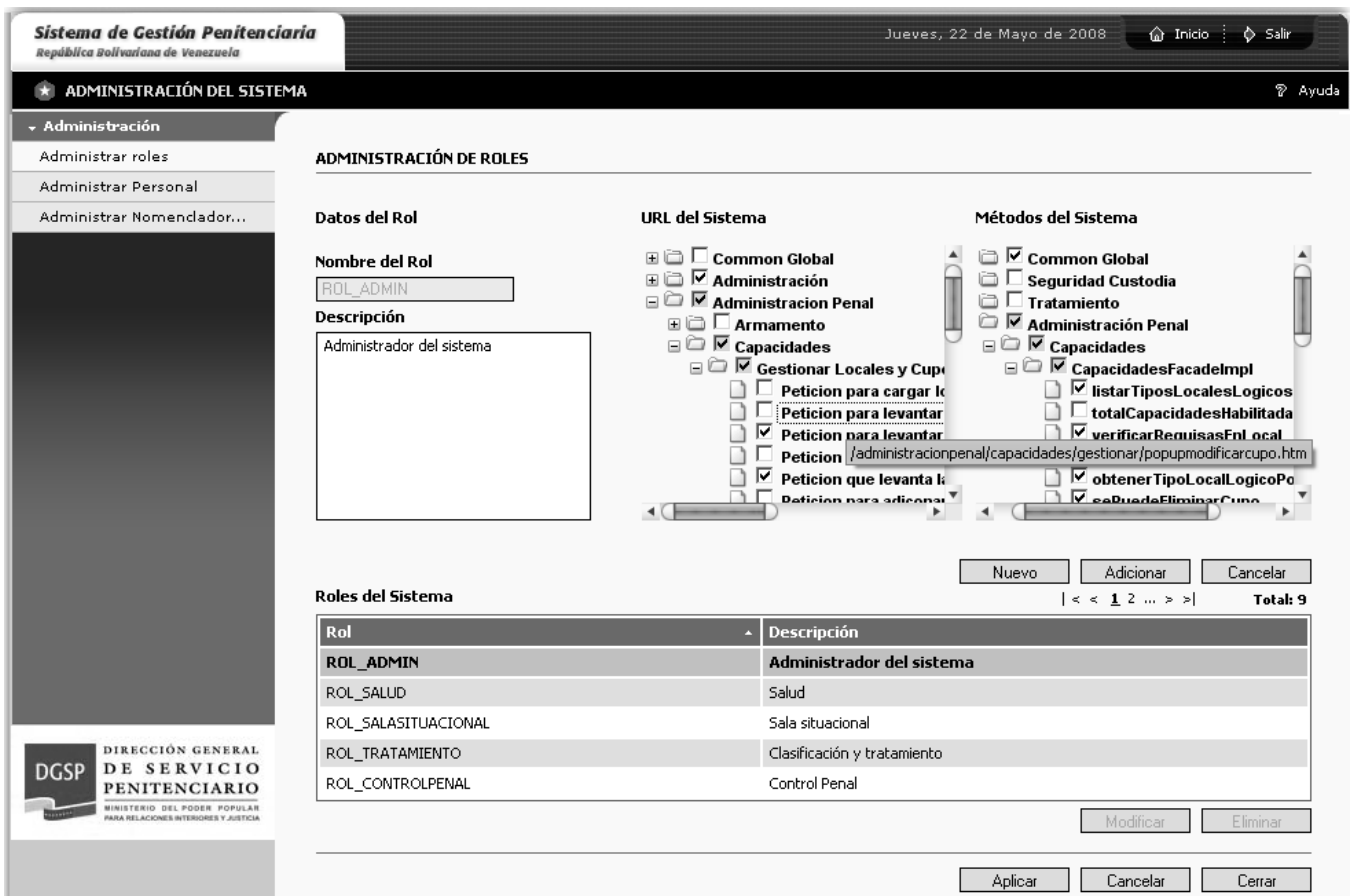 Sistema de Gestión Penitenciaria
República Bolivariana de Venezuela
Jueves, 22 de Mayo de 2008
Inicio
Salir
ADMINISTRACIÓN DEL SISTEMA
? Ayuda
Administración
Administrar roles
Administrar Personal
Administrar Nomenclador...
ADMINISTRACIÓN DE ROLES
Datos del Rol
Nombre del Rol
ROL_ADMIN
Descripción
Administrador del sistema
URL del Sistema
Common Global
Administración
Administracion Penal
Armamento
Capacidades
Gestionar Locales y Cup
Peticion para cargar
Peticion para levantar
Peticion para levantar
Peticion
Peticion que levanta
Peticion para adicionar
/administracionpenal/capacidades/gestionar/popupmodificarcupo.htm
Métodos del Sistema
Common Global
Seguridad Custodia
Tratamiento
Administración Penal
Capacidades
CapacidadesFacadeImpl
listarTiposLocalesLogicos
totalCapacidadesHabilitada
verificarRequisasEnLocal
obtenerTipoLocalLogicoPo
sePuedeEliminarCupo
Nuevo
Adicionar
Cancelar
Roles del Sistema
|< < 1 2 ... > >|
Total: 9
Rol
Descripción
ROL_ADMIN
Administrador del sistema
ROL_SALUD
Salud
ROL_SALASITUACIONAL
Sala situacional
ROL_TRATAMIENTO
Clasificación y tratamiento
ROL_CONTROLPENAL
Control Penal
Modificar
Eliminar
Aplicar
Cancelar
Cerrar
DGSP
DIRECCIÓN GENERAL
DE SERVICIO
PENITENCIARIO
MINISTERIO DEL PODER POPULAR
PARA RELACIONES INTERIORES Y JUSTICIA